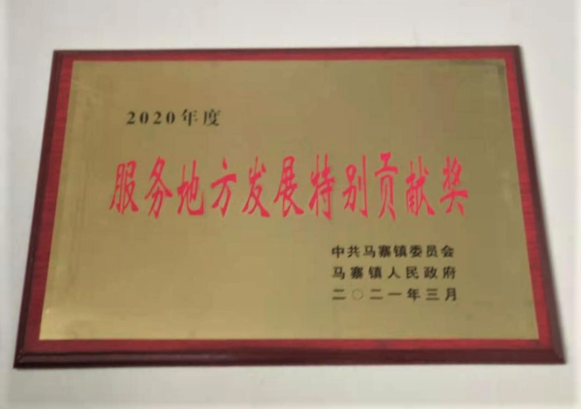 2020年度
服务地方发展特别贡献奖
中共马寨镇委员会
马寨镇人民政府
二〇二一年三月